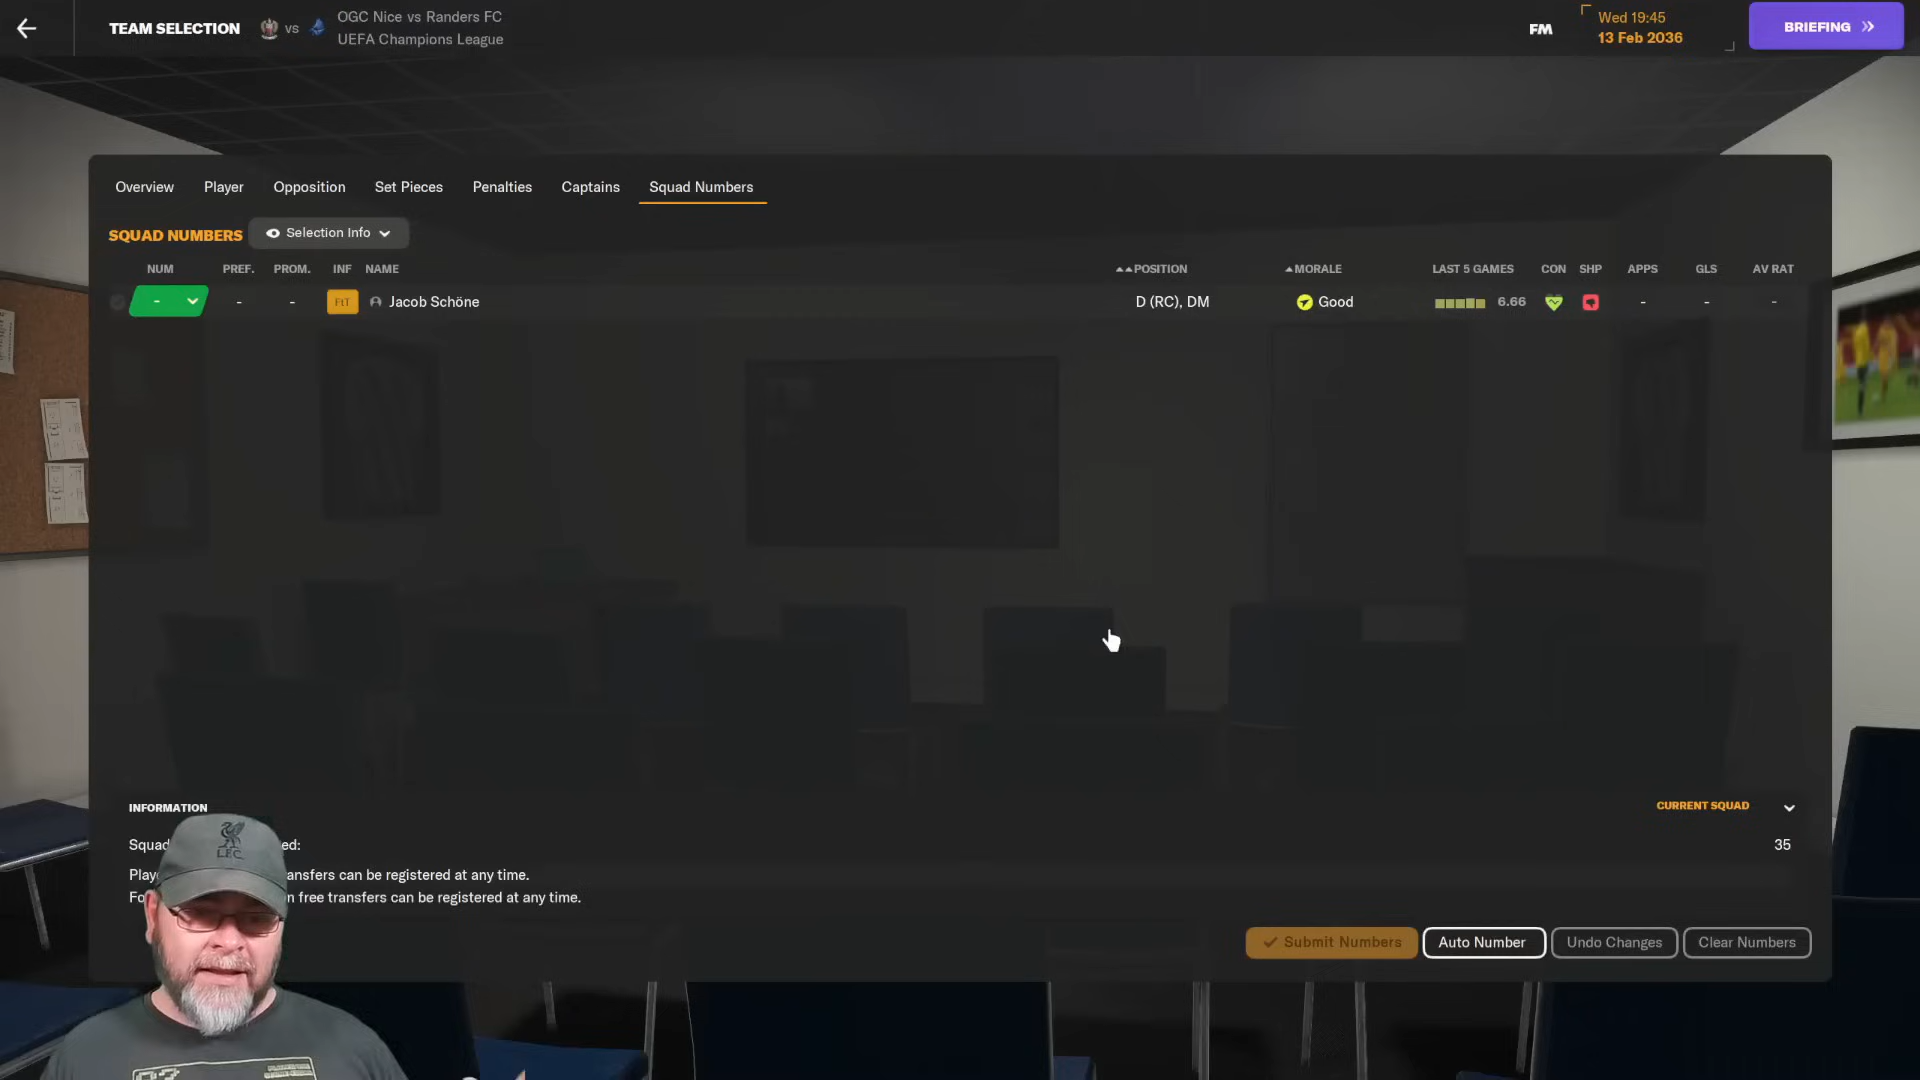 TEAM SELECTION
vs
OGC Nice vs Randers FC
UEFA Champions League
FM
Wed 19:45
13 Feb 2036
BRIEFING
Overview
Player
Opposition
Set Pieces
Penalties
Captains
Squad Numbers
SQUAD NUMBERS
Selection Info
NUM PREF. PROM. INF NAME POSITION MORALE LAST 5 GAMES CON SHP APPS GLS AV RAT
- - - FtT Jacob Schöne D (RC), DM Good 6.66 - - -
INFORMATION
CURRENT SQUAD
Squad ed: 35
Play ansfers can be registered at any time.
Fo n free transfers can be registered at any time.
Submit Numbers
Auto Number
Undo Changes
Clear Numbers
L.F.C.